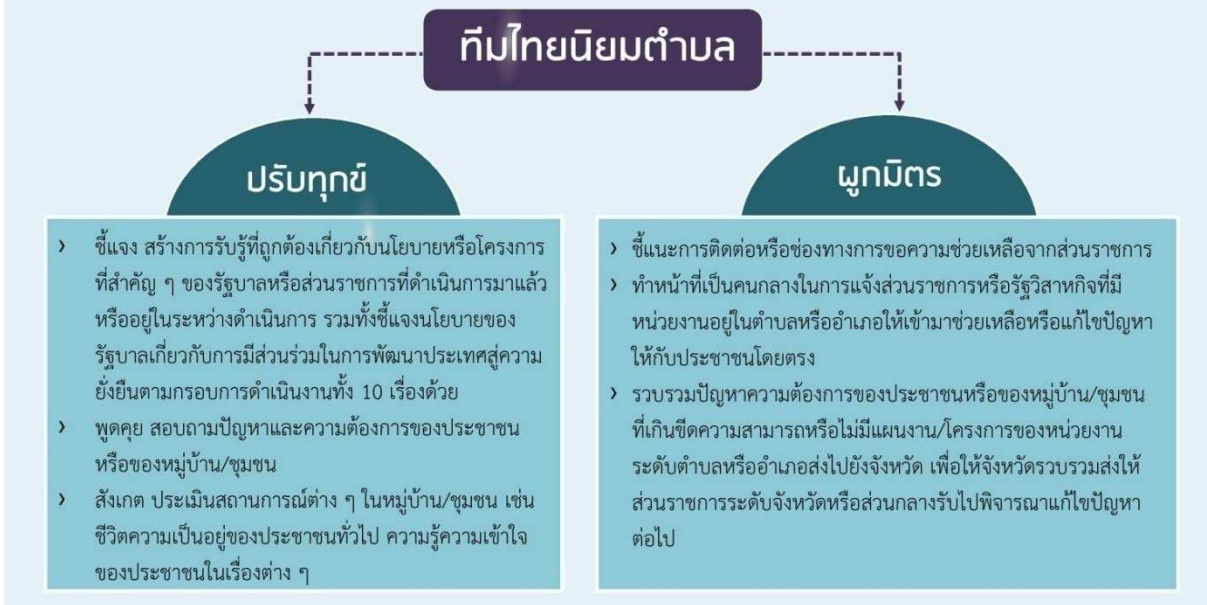 ทีมไทยนิยมตำบล
ปรับทุกข์
› ชี้แจง สร้างการรับรู้ที่ถูกต้องเกี่ยวกับนโยบายหรือโครงการ
ที่สำคัญ ๆ ของรัฐบาลหรือส่วนราชการที่ดำเนินการมาแล้ว
หรืออยู่ในระหว่างดำเนินการ รวมทั้งชี้แจงนโยบายของ
รัฐบาลเกี่ยวกับการมีส่วนร่วมในการพัฒนาประเทศสู่ความ
ยั่งยืนตามกรอบการดำเนินงานทั้ง 10 เรื่องด้วย
› พูดคุย สอบถามปัญหาและความต้องการของประชาชน
หรือของหมู่บ้าน/ชุมชน
› สังเกต ประเมินสถานการณ์ต่าง ๆ ในหมู่บ้าน/ชุมชน เช่น
ชีวิตความเป็นอยู่ของประชาชนทั่วไป ความรู้ความเข้าใจ
ของประชาชนในเรื่องต่าง ๆ
ผูกมิตร
› ชี้แนะการติดต่อหรือช่องทางการขอความช่วยเหลือจากส่วนราชการ
› ทำหน้าที่เป็นคนกลางในการแจ้งส่วนราชการหรือรัฐวิสาหกิจที่มี
หน่วยงานอยู่ในตำบลหรืออำเภอให้เข้ามาช่วยเหลือหรือแก้ไขปัญหา
ให้กับประชาชนโดยตรง
› รวบรวมปัญหาความต้องการของประชาชนหรือของหมู่บ้าน/ชุมชน
ที่เกินขีดความสามารถหรือไม่มีแผนงาน/โครงการของหน่วยงาน
ระดับตำบลหรืออำเภอส่งไปยังจังหวัด เพื่อให้จังหวัดรวบรวมส่งให้
ส่วนราชการระดับจังหวัดหรือส่วนกลางรับไปพิจารณาแก้ไขปัญหา
ต่อไป